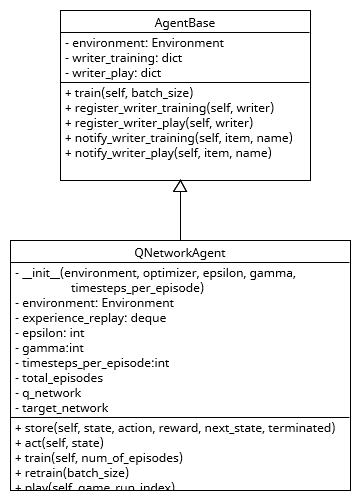 AgentBase
- environment: Environment
- writer_training: dict
- writer_play: dict
+ train(self, batch_size)
+ register_writer_training(self, writer)
+ register_writer_play(self, writer)
+ notify_writer_training(self, item, name)
+ notify_writer_play(self, item, name)
QNetworkAgent
- __init__(environment, optimizer, epsilon, gamma,
timesteps_per_episode)
- environment: Environment
- experience_replay: deque
- epsilon: int
- gamma:int
- timesteps_per_episode:int
- total_episodes
- q_network
- target_network
+ store(self, state, action, reward, next_state, terminated)
+ act(self, state)
+ train(self, num_of_episodes)
+ retrain(batch_size)
+ play(self, game_run_index)